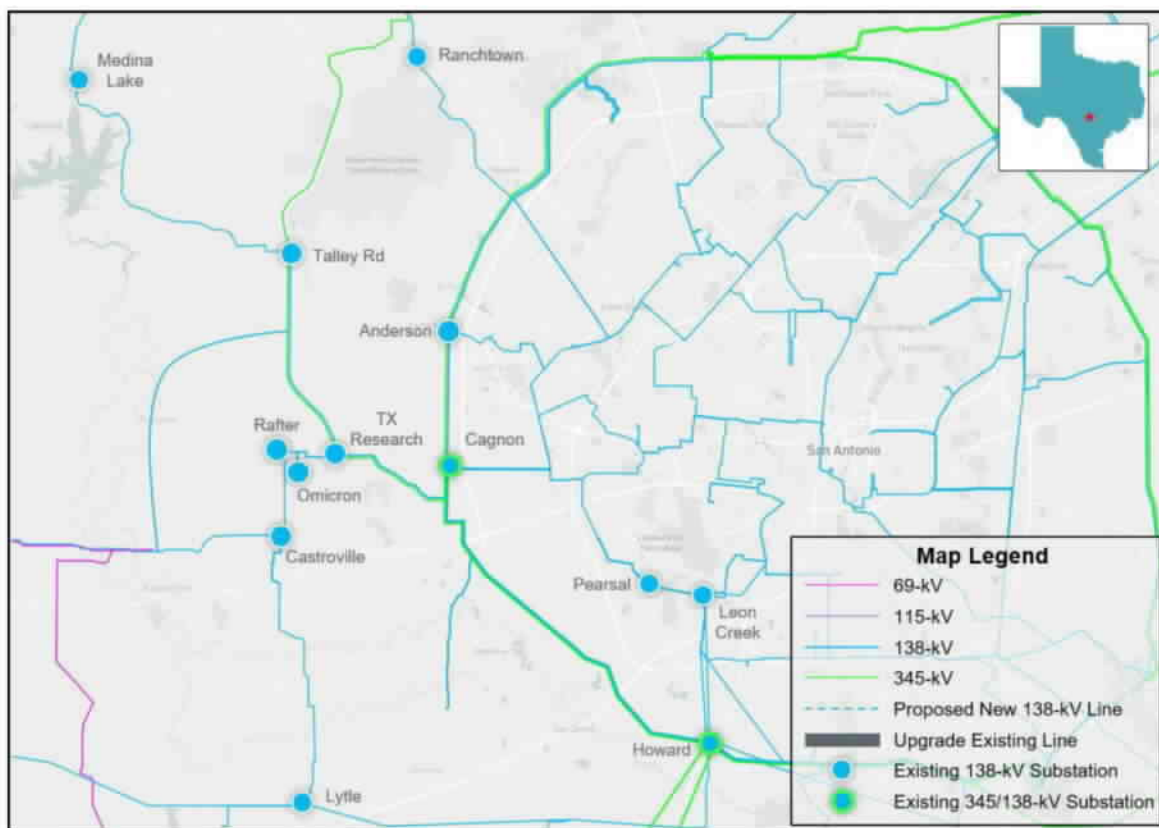 Medina
Lake
Ranchtown
Talley Rd
Anderson
Rafter
TX
Research
Cagnon
Omicron
San Antonio
Castroville
Pearsal
Leon
Creek
Howard
Lytle
Map Legend
69-kV
115-kV
138-kV
345-kV
Proposed New 138-kV Line
Upgrade Existing Line
Existing 138-kV Substation
Existing 345/138-kV Substation